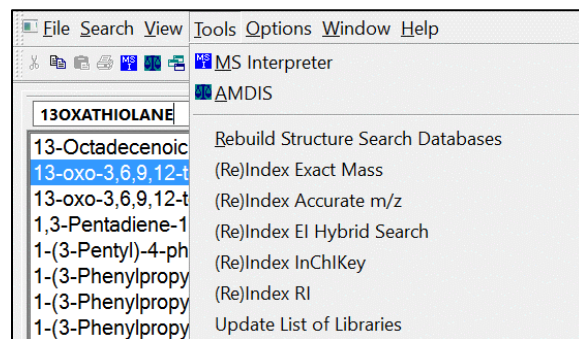 File Search View Tools Options Window Help
MS Interpreter
AMDIS
13OXATHIOLANE
Rebuild Structure Search Databases
13-Octadecenoic
(Re)Index Exact Mass
13-oxo-3,6,9,12-t
(Re)Index Accurate m/z
13-oxo-3,6,9,12-t
1,3-Pentadiene-1
(Re)Index EI Hybrid Search
1-(3-Pentyl)-4-ph
(Re)Index InChIKey
1-(3-Phenylpropy
(Re)Index RI
1-(3-Phenylpropy
Update List of Libraries
1-(3-Phenylpropy